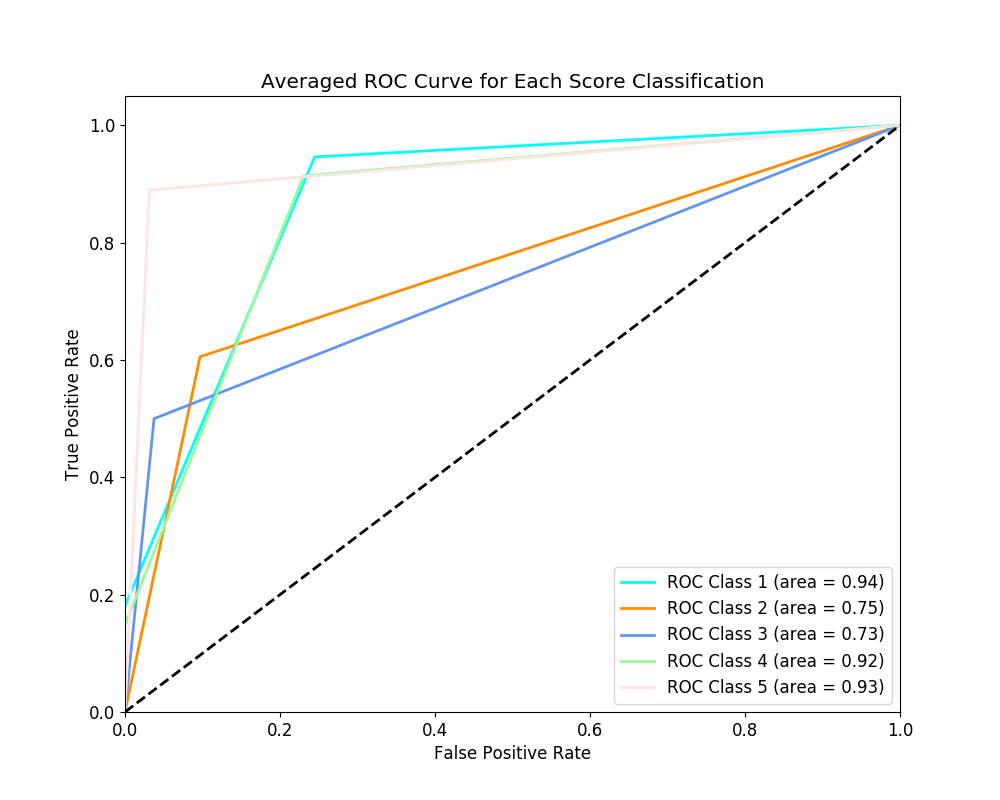 Averaged ROC Curve for Each Score Classification
1.0
0.8
0.6
0.4
0.2
0.0
True Positive Rate
ROC Class 1 (area = 0.94)
ROC Class 2 (area = 0.75)
ROC Class 3 (area = 0.73)
ROC Class 4 (area = 0.92)
ROC Class 5 (area = 0.93)
0.0 0.2 0.4 0.6 0.8 1.0
False Positive Rate